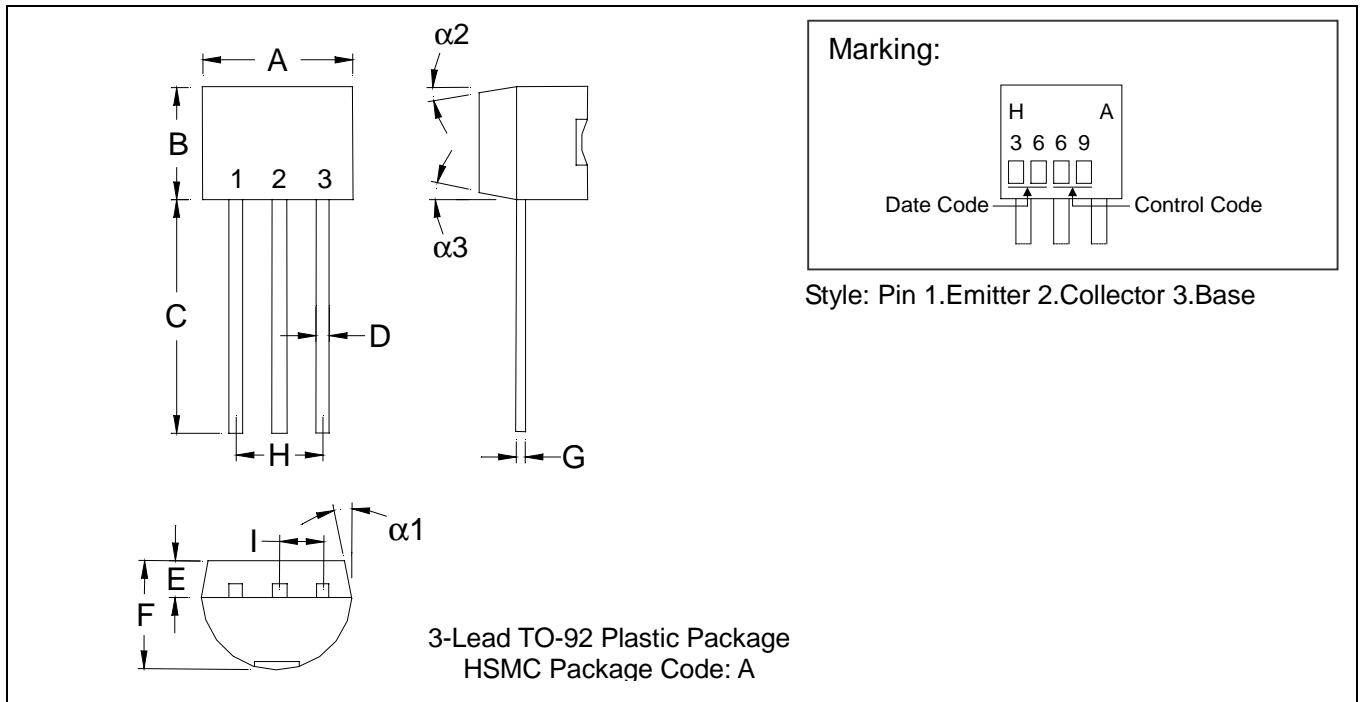 A
B
1 2 3
C
D
H
α2
α3
G
I
α1
E
F
3-Lead TO-92 Plastic Package
HSMC Package Code: A
Marking:
H A
3 6 6 9
Date Code
Control Code
Style: Pin 1.Emitter 2.Collector 3.Base